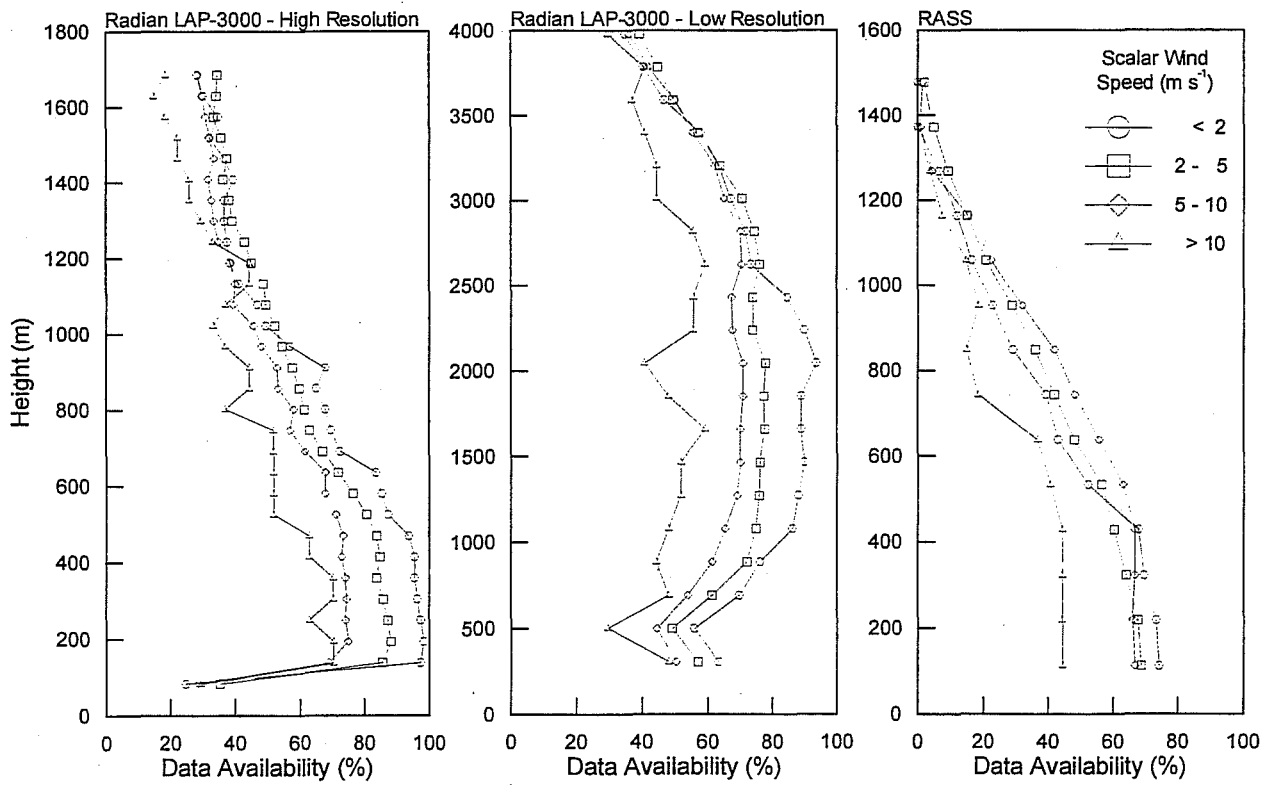 Radian LAP-3000 - High Resolution
Radian LAP-3000 - Low Resolution
RASS
Height (m)
1800
1600
1400
1200
1000
800
600
400
200
0
0 20 40 60 80 100
Data Availability (%)
4000
3500
3000
2500
2000
1500
1000
500
0
0 20 40 60 80 100
Data Availability (%)
1600
1400
1200
1000
800
600
400
200
0
0 20 40 60 80 100
Data Availability (%)
Scalar Wind
Speed (m s⁻¹)
< 2
2 - 5
5 - 10
> 10